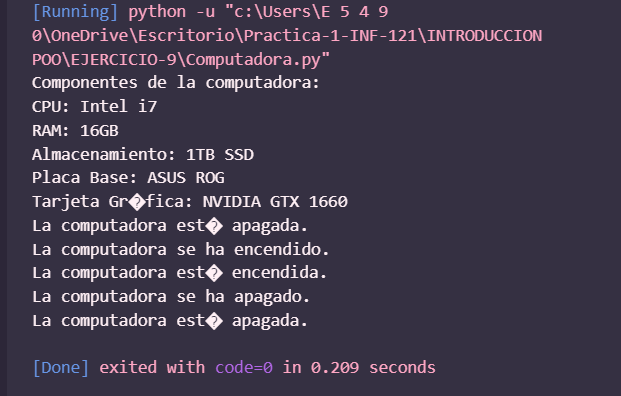 [Running] python -u "c:\Users\E 5 4 9
0\OneDrive\Escritorio\Practica-1-INF-121\INTRODUCCION
POO\EJERCICIO-9\Computadora.py"
Componentes de la computadora:
CPU: Intel i7
RAM: 16GB
Almacenamiento: 1TB SSD
Placa Base: ASUS ROG
Tarjeta Gr�fica: NVIDIA GTX 1660
La computadora est� apagada.
La computadora se ha encendido.
La computadora est� encendida.
La computadora se ha apagado.
La computadora est� apagada.
[Done] exited with code=0 in 0.209 seconds